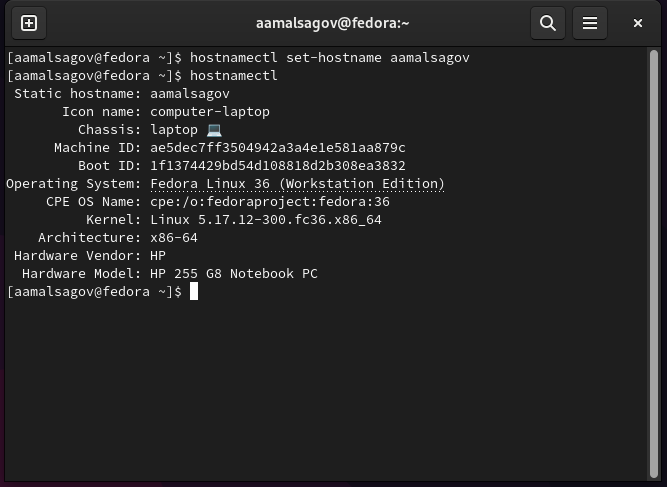 aamalsagov@fedora:~
[aamalsagov@fedora ~]$ hostnamectl set-hostname aamalsagov
[aamalsagov@fedora ~]$ hostnamectl
Static hostname: aamalsagov
Icon name: computer-laptop
Chassis: laptop 💻
Machine ID: ae5dec7ff3504942a3a4e1e581aa879c
Boot ID: 1f1374429bd54d108818d2b308ea3832
Operating System: Fedora Linux 36 (Workstation Edition)
CPE OS Name: cpe:/o:fedoraproject:fedora:36
Kernel: Linux 5.17.12-300.fc36.x86_64
Architecture: x86-64
Hardware Vendor: HP
Hardware Model: HP 255 G8 Notebook PC
[aamalsagov@fedora ~]$